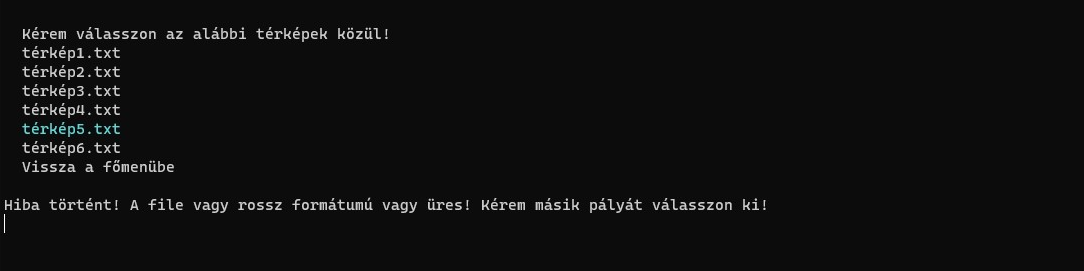 Kérem válasszon az alábbi térképek közül!
térkép1.txt
térkép2.txt
térkép3.txt
térkép4.txt
térkép5.txt
térkép6.txt
Vissza a főmenübe
Hiba történt! A file vagy rossz formátumú vagy üres! Kérem másik pályát válasszon ki!